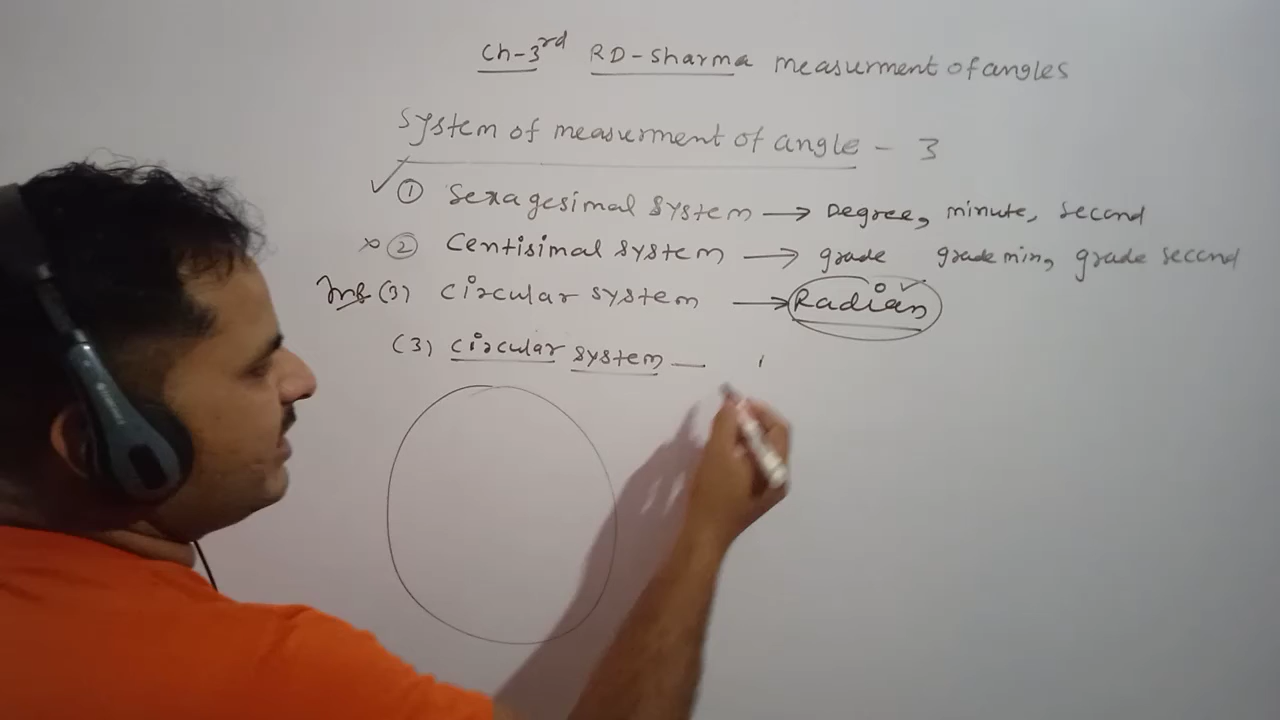 Ch-3rd RD-Sharma measurment of angles
System of measurment of angle - 3
① Sexagesimal system → Degree, minute, second
② Centisimal system → grade grade min, grade second
(3) Circular system → Radian
(3) Circular system —